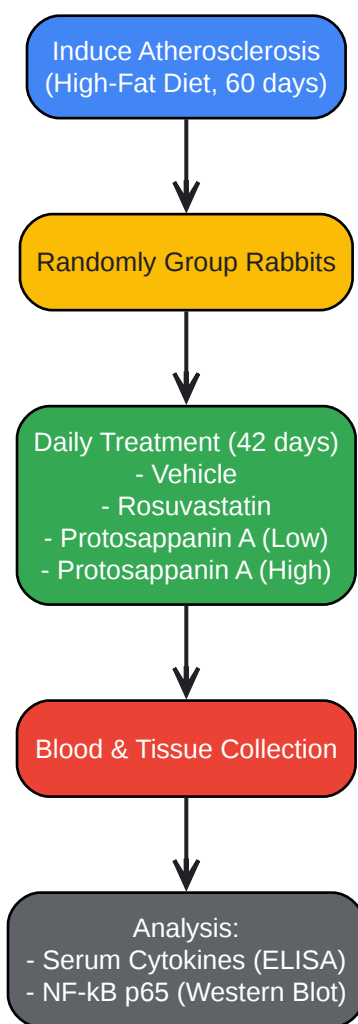 Induce Atherosclerosis
(High-Fat Diet, 60 days)
Randomly Group Rabbits
Daily Treatment (42 days)
- Vehicle
- Rosuvastatin
- Protosappanin A (Low)
- Protosappanin A (High)
Blood & Tissue Collection
Analysis:
- Serum Cytokines (ELISA)
- NF-kB p65 (Western Blot)